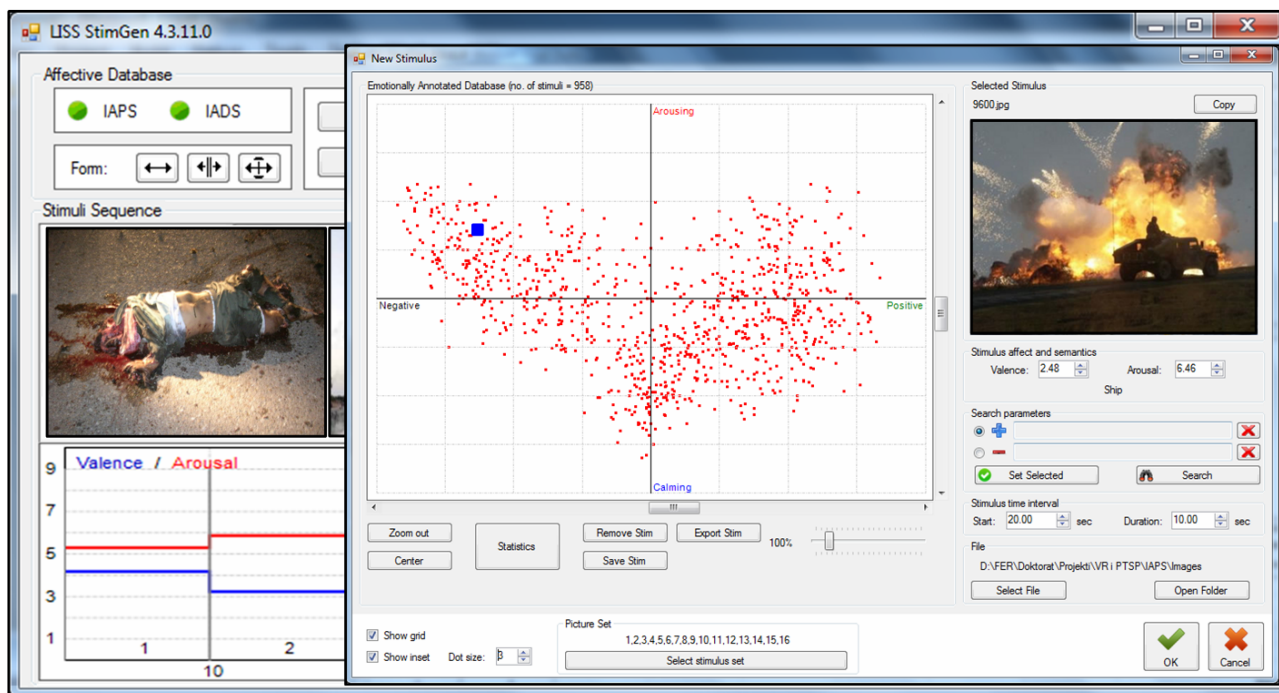 LISS StimGen 4.3.11.0
Affective Database
IAPS IADS
Form:
Stimuli Sequence
Valence / Arousal
9
7
5
3
1
1 2
10
New Stimulus
Emotionally Annotated Database (no. of stimuli = 958)
Arousing
Negative
Positive
Calming
Zoom out
Center
Statistics
Remove Stim
Save Stim
Export Stim
100%
Show grid
Show inset Dot size: 3
Picture Set
1,2,3,4,5,6,7,8,9,10,11,12,13,14,15,16
Select stimulus set
Selected Stimulus
9600.jpg Copy
Stimulus affect and semantics
Valence: 2.48 Arousal: 6.46
Ship
Search parameters
Set Selected Search
Stimulus time interval
Start: 20.00 sec Duration: 10.00 sec
File
D:\FER\Doktorat\Projekti\VR i PTSP\IAPS\Images
Select File Open Folder
OK Cancel